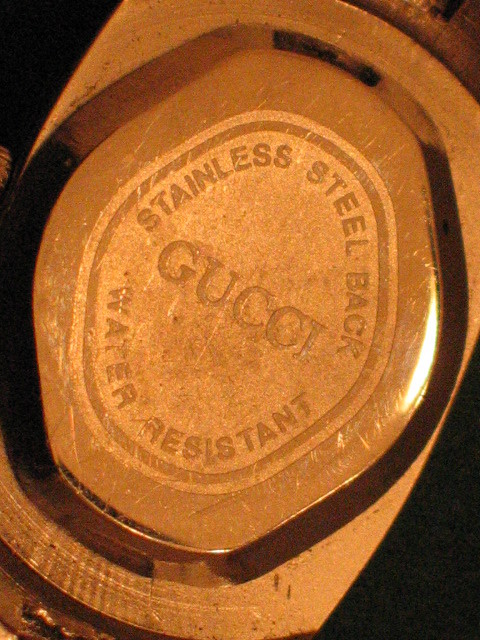 STAINLESS STEEL BACK
GUCCI
WATER RESISTANT